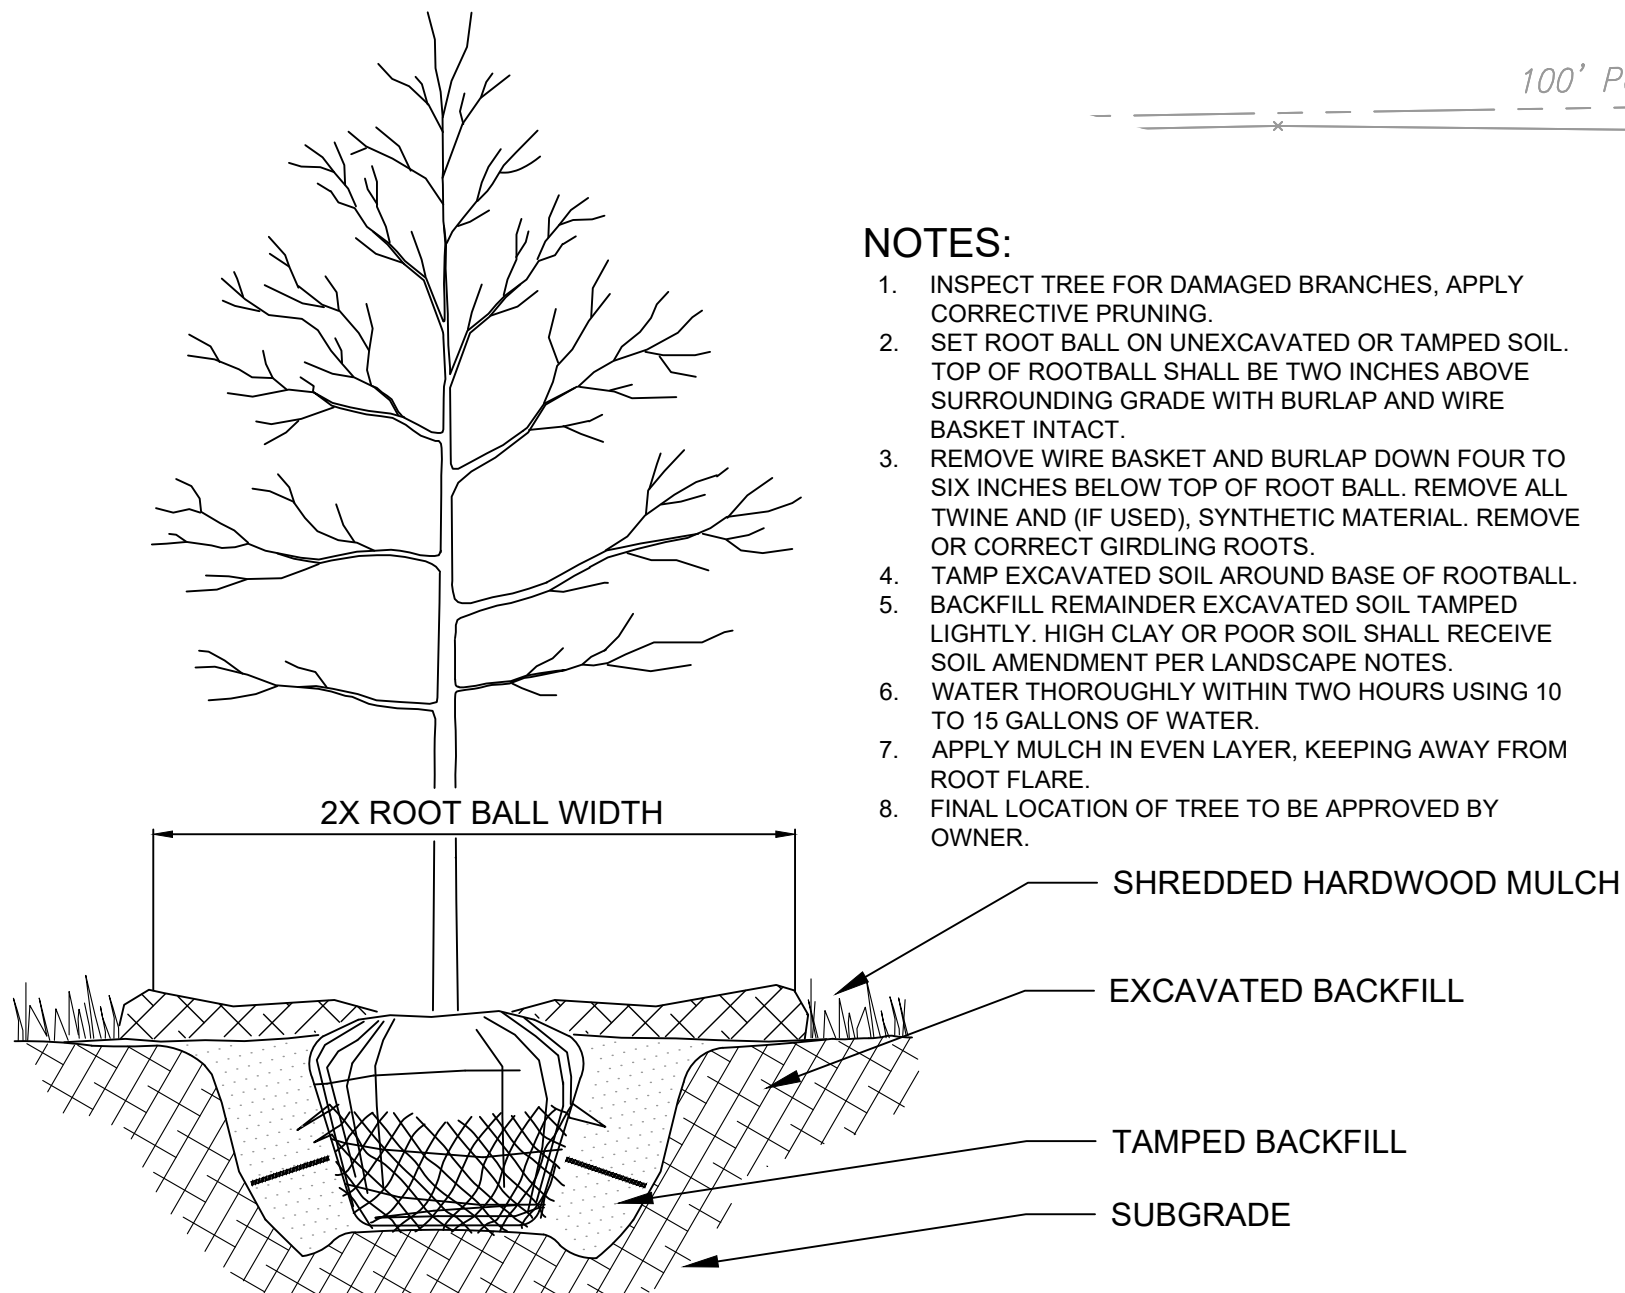 100'
NOTES:
1. INSPECT TREE FOR DAMAGED BRANCHES, APPLY
CORRECTIVE PRUNING.
2. SET ROOT BALL ON UNEXCAVATED OR TAMPED SOIL.
TOP OF ROOTBALL SHALL BE TWO INCHES ABOVE
SURROUNDING GRADE WITH BURLAP AND WIRE
BASKET INTACT.
3. REMOVE WIRE BASKET AND BURLAP DOWN FOUR TO
SIX INCHES BELOW TOP OF ROOT BALL. REMOVE ALL
TWINE AND (IF USED), SYNTHETIC MATERIAL. REMOVE
OR CORRECT GIRDLING ROOTS.
4. TAMP EXCAVATED SOIL AROUND BASE OF ROOTBALL.
5. BACKFILL REMAINDER EXCAVATED SOIL TAMPED
LIGHTLY. HIGH CLAY OR POOR SOIL SHALL RECEIVE
SOIL AMENDMENT PER LANDSCAPE NOTES.
6. WATER THOROUGHLY WITHIN TWO HOURS USING 10
TO 15 GALLONS OF WATER.
7. APPLY MULCH IN EVEN LAYER, KEEPING AWAY FROM
ROOT FLARE.
8. FINAL LOCATION OF TREE TO BE APPROVED BY
OWNER.
2X ROOT BALL WIDTH
SHREDDED HARDWOOD MULCH
EXCAVATED BACKFILL
TAMPED BACKFILL
SUBGRADE